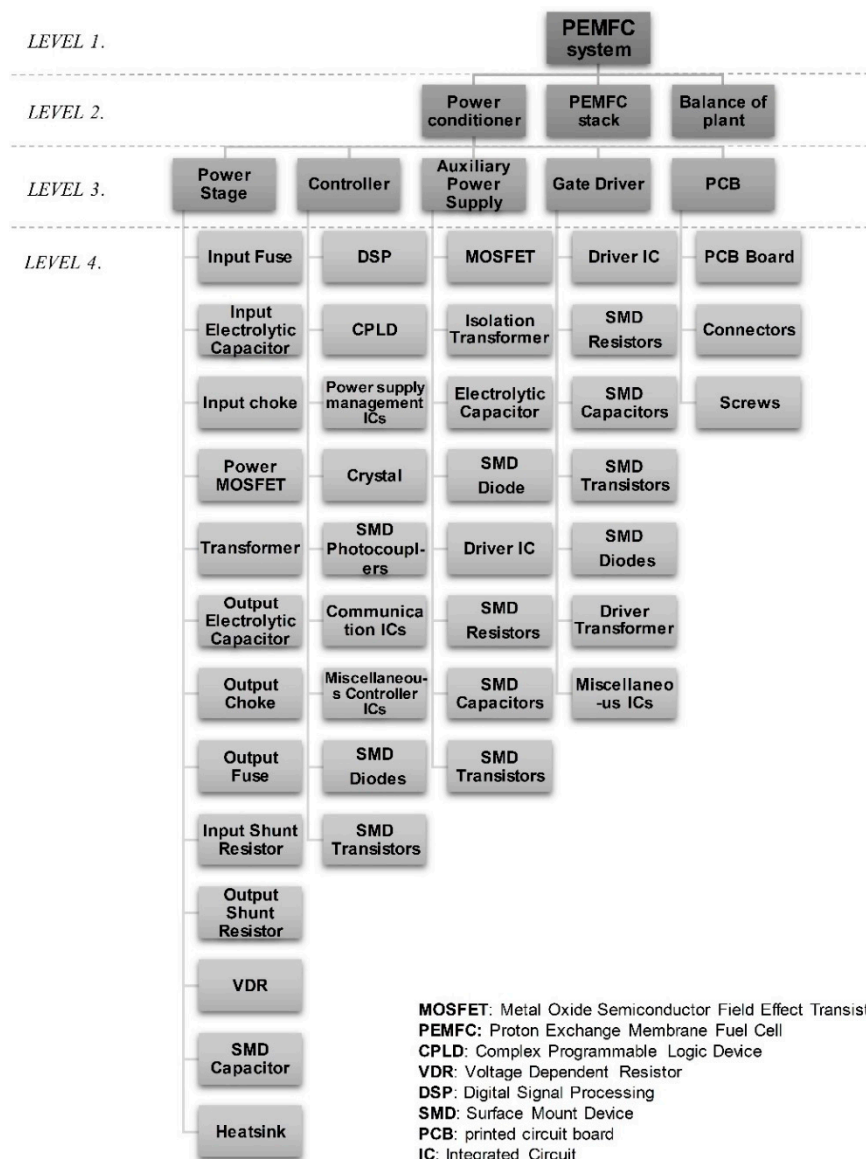 LEVEL 1.
PEMFC
system
LEVEL 2.
Power
conditioner
PEMFC
stack
Balance of
plant
LEVEL 3.
Power
Stage
Controller
Auxiliary
Power
Supply
Gate Driver
PCB
LEVEL 4.
Input Fuse
Input
Electrolytic
Capacitor
Input choke
Power
MOSFET
Transformer
Output
Electrolytic
Capacitor
Output
Choke
Output
Fuse
Input Shunt
Resistor
Output
Shunt
Resistor
VDR
SMD
Capacitor
Heatsink
DSP
CPLD
Power supply
management
ICs
Crystal
SMD
Photocoupl-
ers
Communica
tion ICs
Miscellaneou-
s Controller
ICs
SMD
Diodes
SMD
Transistors
MOSFET
Isolation
Transformer
Electrolytic
Capacitor
SMD
Diode
Driver IC
SMD
Resistors
SMD
Capacitors
SMD
Transistors
Driver IC
SMD
Resistors
SMD
Capacitors
SMD
Transistors
SMD
Diodes
Driver
Transformer
Miscellaneo
-us ICs
PCB Board
Connectors
Screws
MOSFET: Metal Oxide Semiconductor Field Effect Transist
PEMFC: Proton Exchange Membrane Fuel Cell
CPLD: Complex Programmable Logic Device
VDR: Voltage Dependent Resistor
DSP: Digital Signal Processing
SMD: Surface Mount Device
PCB: printed circuit board
IC: Integrated Circuit